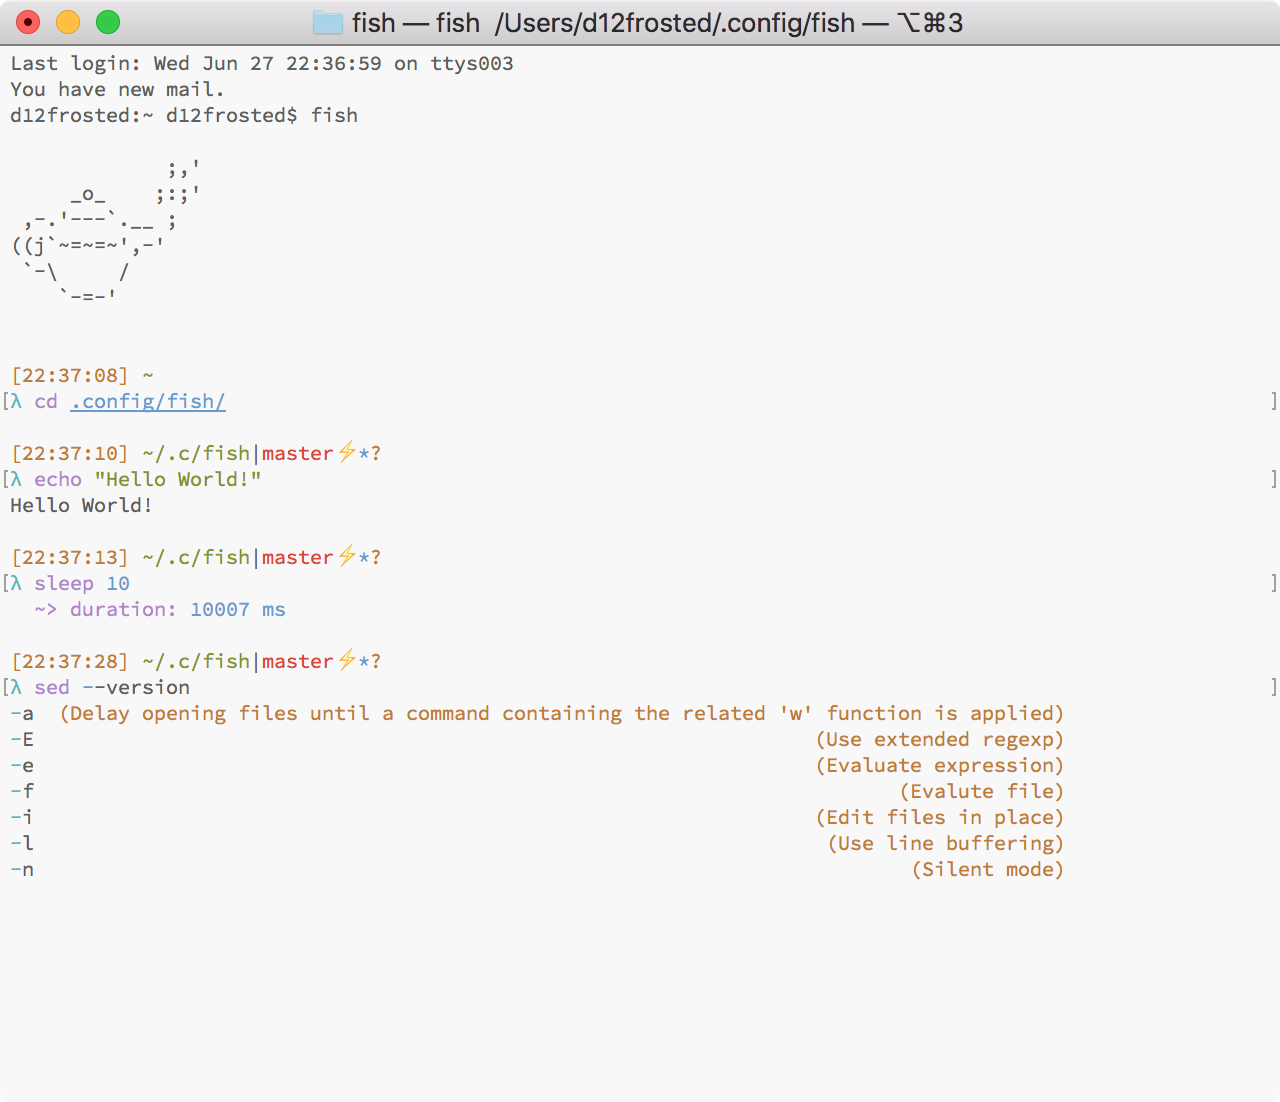 fish — fish  /Users/d12frosted/.config/fish — ⌥⌘3
Last login: Wed Jun 27 22:36:59 on ttys003
You have new mail.
d12frosted:~ d12frosted$ fish
             ;,'
     _o_    ;:;'
 ,-.'---`.__ ;
((j`~=~=~',-'
 `-\     /
    `-=-'
[22:37:08] ~
[λ cd .config/fish/ ]
[22:37:10] ~/.c/fish|master⚡*?
[λ echo "Hello World!" ]
Hello World!
[22:37:13] ~/.c/fish|master⚡*?
[λ sleep 10 ]
  ~> duration: 10007 ms
[22:37:28] ~/.c/fish|master⚡*?
[λ sed --version ]
-a  (Delay opening files until a command containing the related 'w' function is applied)
-E (Use extended regexp)
-e (Evaluate expression)
-f (Evalute file)
-i (Edit files in place)
-l (Use line buffering)
-n (Silent mode)